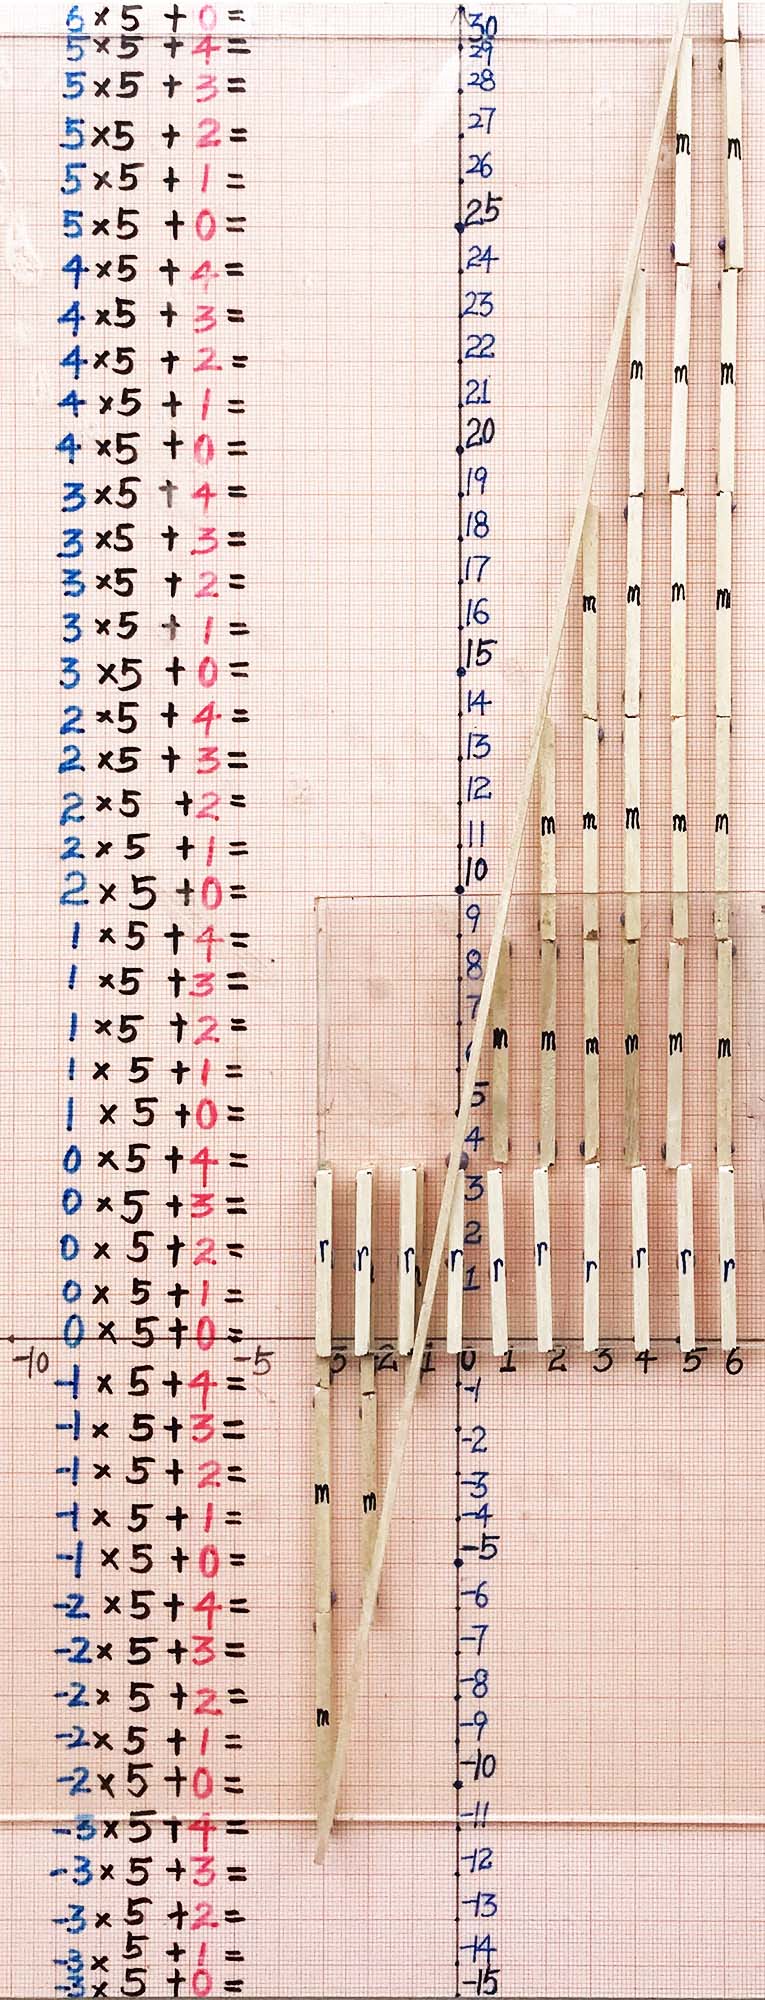 6 × 5 + 0 = 30
5 × 5 + 4 = 29
5 × 5 + 3 = 28 m m
27
5 × 5 + 2 =
5 × 5 + 1 = 26
5 × 5 + 0 = 25
4 × 5 + 4 = 24
4 × 5 + 3 = 23
4 × 5 + 2 = 22 m m m
4 × 5 + 1 = 21
4 × 5 + 0 = 20
3 × 5 + 4 = 19
3 × 5 + 3 = 18
3 × 5 + 2 = 17 m m m m
3 × 5 + 1 = 16
3 × 5 + 0 = 15
2 × 5 + 4 = 14
2 × 5 + 3 = 13
2 × 5 + 2 = 12 m m m m m
2 × 5 + 1 = 11
2 × 5 + 0 = 10
1 × 5 + 4 = 9
1 × 5 + 3 = 8
1 × 5 + 2 = 7 m m m m m m
1 × 5 + 1 =
1 × 5 + 0 = 5
0 × 5 + 4 = 4
0 × 5 + 3 = 3
0 × 5 + 2 = r r r r 2 r r r r r r
0 × 5 + 1 = 1
0 × 5 + 0 =
-10 -5 -2 -1 0 1 2 3 4 5 6
-1 × 5 + 4 = -1
-1 × 5 + 3 = -2
-1 × 5 + 2 = m m -3
-1 × 5 + 1 = -4
-1 × 5 + 0 = -5
-2 × 5 + 4 = -6
-2 × 5 + 3 = -7
-2 × 5 + 2 = m -8
-2 × 5 + 1 = -9
-2 × 5 + 0 = -10
-3 × 5 + 4 = -11
-3 × 5 + 3 = -12
-3 × 5 + 2 = -13
-3 × 5 + 1 = -14
-3 × 5 + 0 = -15